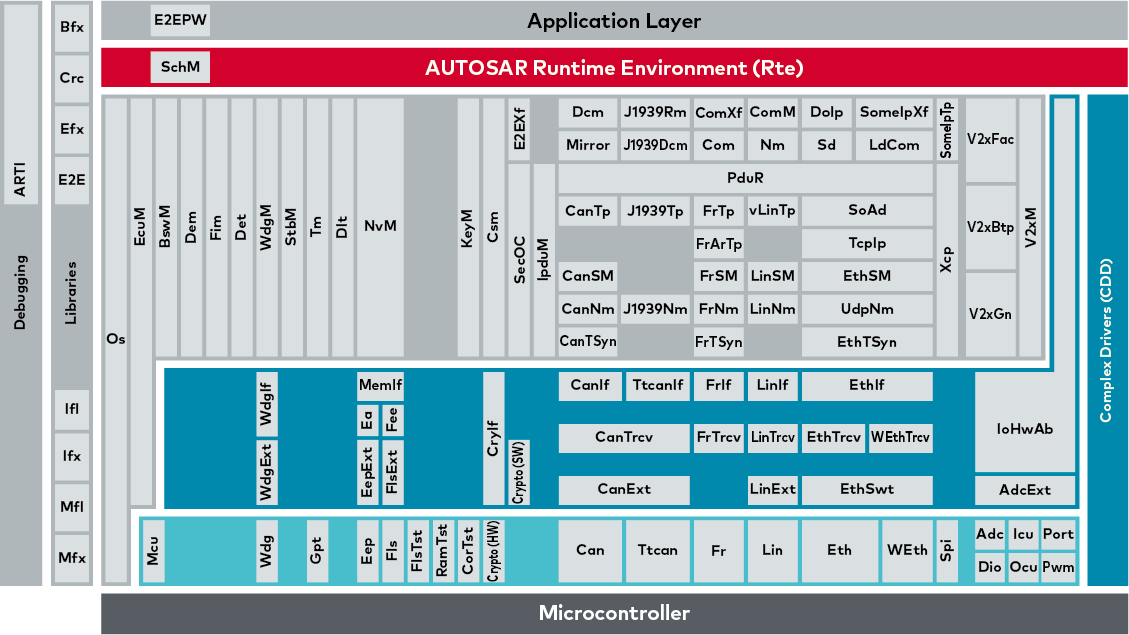 E2EPW
Application Layer
SchM
AUTOSAR Runtime Environment (Rte)
ARTI
Debugging
Bfx
Crc
Efx
E2E
Libraries
Ifl
Ifx
Mfl
Mfx
Os
EcuM
BswM
Dem
Fim
Det
WdgM
StbM
Tm
Dlt
NvM
KeyM
Csm
E2EXf
SecOC
IpduM
Dcm
J1939Rm
ComXf
ComM
DoIp
SomeIpXf
Mirror
J1939Dcm
Com
Nm
Sd
LdCom
PduR
CanTp
J1939Tp
FrTp
vLinTp
SoAd
FrArTp
TcpIp
CanSM
FrSM
LinSM
EthSM
CanNm
J1939Nm
FrNm
LinNm
UdpNm
CanTSyn
FrTSyn
EthTSyn
SomeIpTp
Xcp
V2xFac
V2xBtp
V2xGn
V2xM
Complex Drivers (CDD)
WdgIf
WdgExt
MemIf
Ea
Fee
EepExt
FlsExt
CryIf
Crypto (SW)
CanIf
TtcanIf
FrIf
LinIf
EthIf
CanTrcv
FrTrcv
LinTrcv
EthTrcv
WEthTrcv
CanExt
LinExt
EthSwt
IoHwAb
AdcExt
Mcu
Wdg
Gpt
Eep
Fls
FlsTst
RamTst
CorTst
Crypto (HW)
Can
Ttcan
Fr
Lin
Eth
WEth
Spi
Adc
Icu
Port
Dio
Ocu
Pwm
Microcontroller